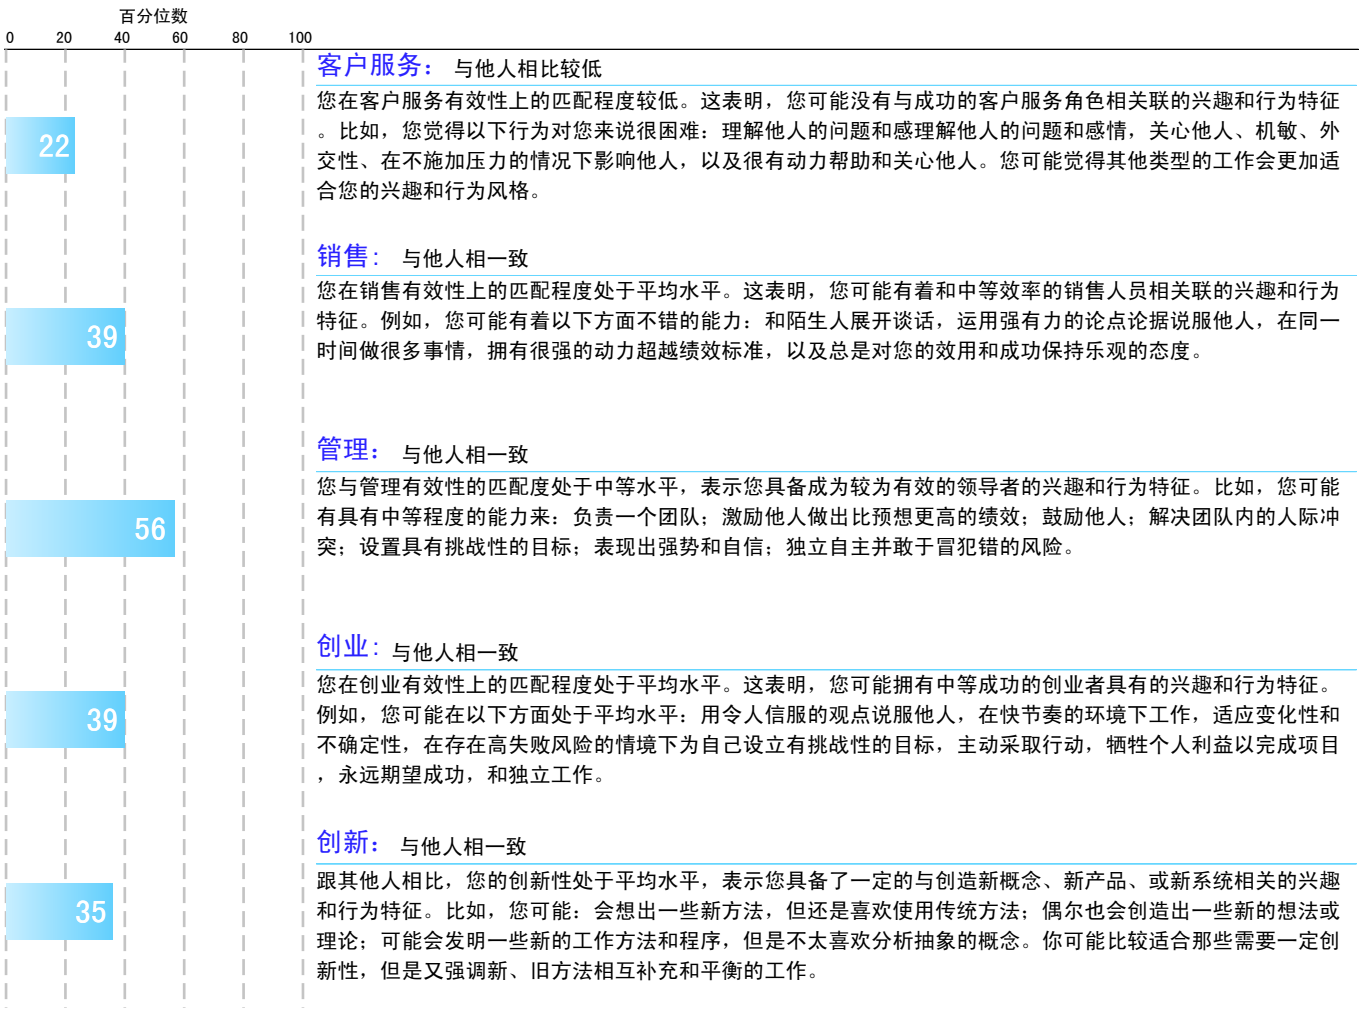 百分位数
0 20 40 60 80 100
客户服务： 与他人相比较低
您在客户服务有效性上的匹配程度较低。这表明，您可能没有与成功的客户服务角色相关联的兴趣和行为特征
。比如，您觉得以下行为对您来说很困难：理解他人的问题和感理解他人的问题和感情，关心他人、机敏、外
22
交性、在不施加压力的情况下影响他人，以及很有动力帮助和关心他人。您可能觉得其他类型的工作会更加适
合您的兴趣和行为风格。
销售： 与他人相一致
您在销售有效性上的匹配程度处于平均水平。这表明，您可能有着和中等效率的销售人员相关联的兴趣和行为
特征。例如，您可能有着以下方面不错的能力：和陌生人展开谈话，运用强有力的论点论据说服他人，在同一
39
时间做很多事情，拥有很强的动力超越绩效标准，以及总是对您的效用和成功保持乐观的态度。
管理： 与他人相一致
您与管理有效性的匹配度处于中等水平，表示您具备成为较为有效的领导者的兴趣和行为特征。比如，您可能
有具有中等程度的能力来：负责一个团队；激励他人做出比预想更高的绩效；鼓励他人；解决团队内的人际冲
56
突；设置具有挑战性的目标；表现出强势和自信；独立自主并敢于冒犯错的风险。
创业： 与他人相一致
您在创业有效性上的匹配程度处于平均水平。这表明，您可能拥有中等成功的创业者具有的兴趣和行为特征。
例如，您可能在以下方面处于平均水平：用令人信服的观点说服他人，在快节奏的环境下工作，适应变化性和
39
不确定性，在存在高失败风险的情境下为自己设立有挑战性的目标，主动采取行动，牺牲个人利益以完成项目
，永远期望成功，和独立工作。
创新： 与他人相一致
跟其他人相比，您的创新性处于平均水平，表示您具备了一定的与创造新概念、新产品、或新系统相关的兴趣
和行为特征。比如，您可能：会想出一些新方法，但还是喜欢使用传统方法；偶尔也会创造出一些新的想法或
35
理论；可能会发明一些新的工作方法和程序，但是不太喜欢分析抽象的概念。你可能比较适合那些需要一定创
新性，但是又强调新、旧方法相互补充和平衡的工作。